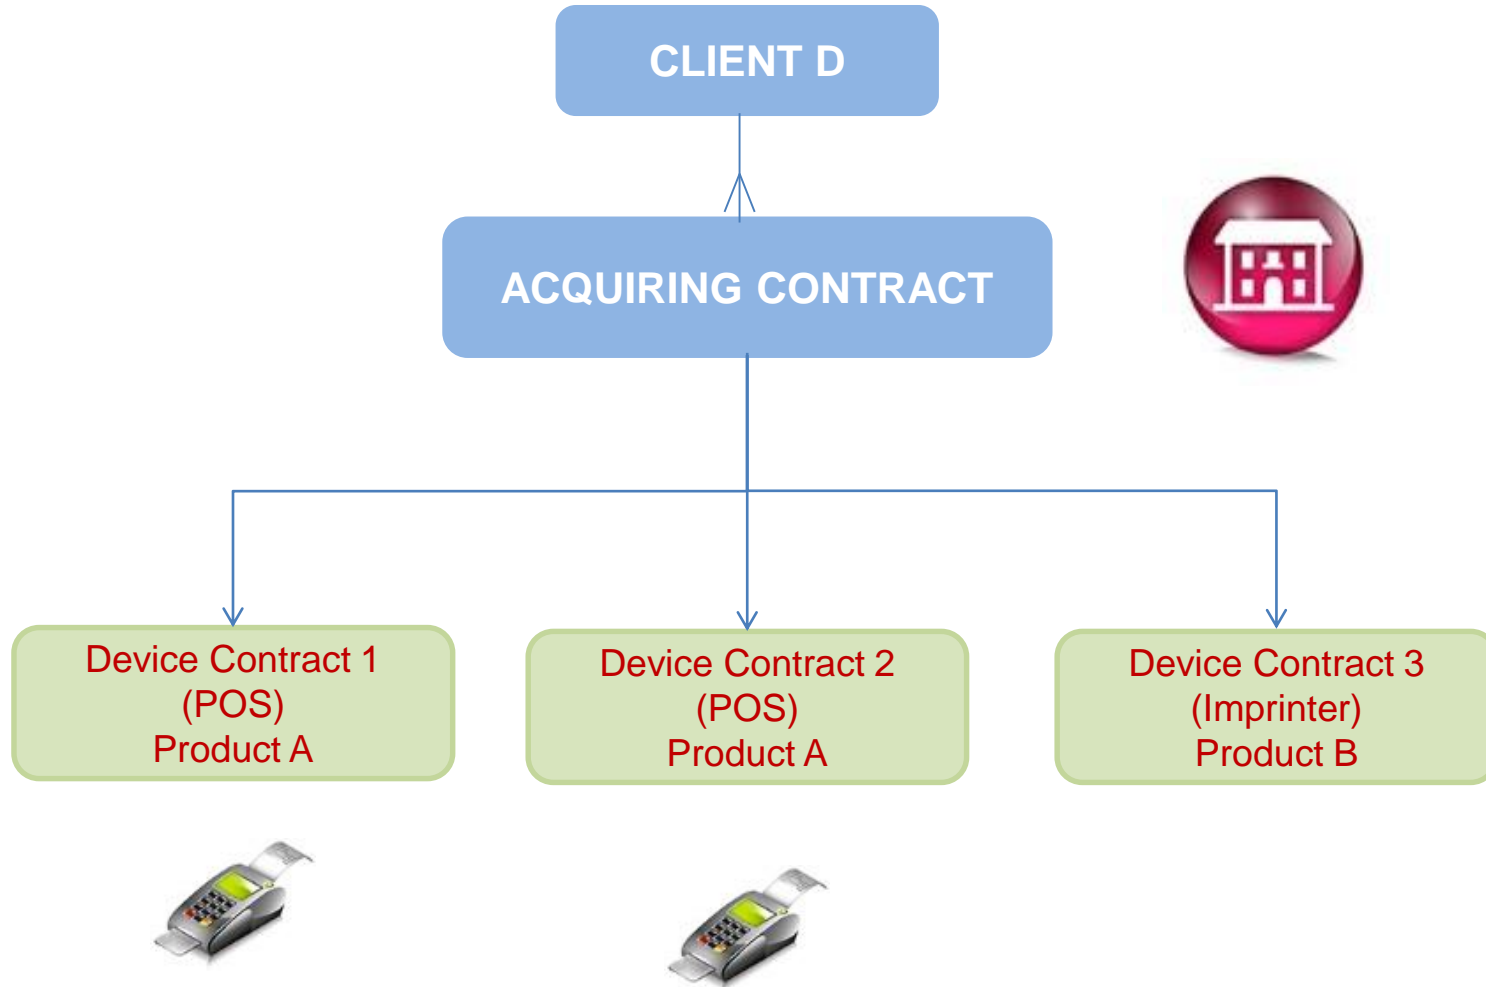 CLIENT D
ACQUIRING CONTRACT
Device Contract 1
(POS)
Product A
Device Contract 2
(POS)
Product A
Device Contract 3
(Imprinter)
Product B